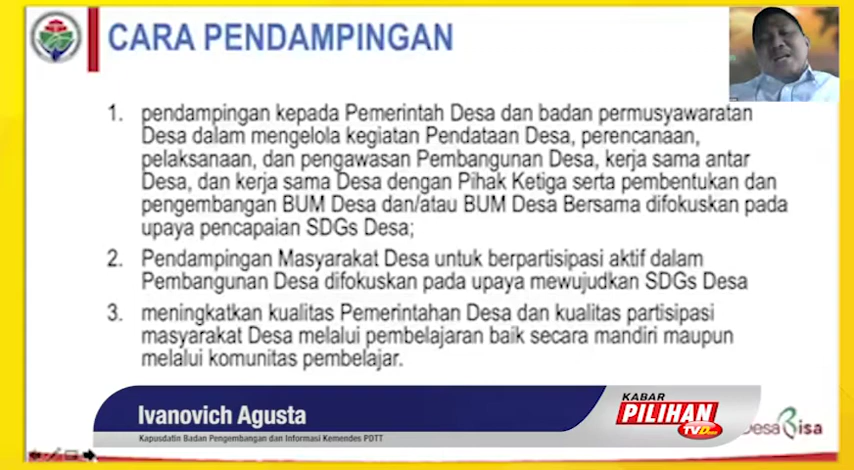 CARA PENDAMPINGAN
1. pendampingan kepada Pemerintah Desa dan badan permusyawaratan
Desa dalam mengelola kegiatan Pendataan Desa, perencanaan,
pelaksanaan, dan pengawasan Pembangunan Desa, kerja sama antar
Desa, dan kerja sama Desa dengan Pihak Ketiga serta pembentukan dan
pengembangan BUM Desa dan/atau BUM Desa Bersama difokuskan pada
upaya pencapaian SDGs Desa;
2. Pendampingan Masyarakat Desa untuk berpartisipasi aktif dalam
Pembangunan Desa difokuskan pada upaya mewujudkan SDGs Desa
3. meningkatkan kualitas Pemerintahan Desa dan kualitas partisipasi
masyarakat Desa melalui pembelajaran baik secara mandiri maupun
melalui komunitas pembelajar.
Ivanovich Agusta
Kapusdatin Badan Pengembangan dan Informasi Kemendes PDTT
KABAR
PILIHAN
TVDesa
DesaBisa